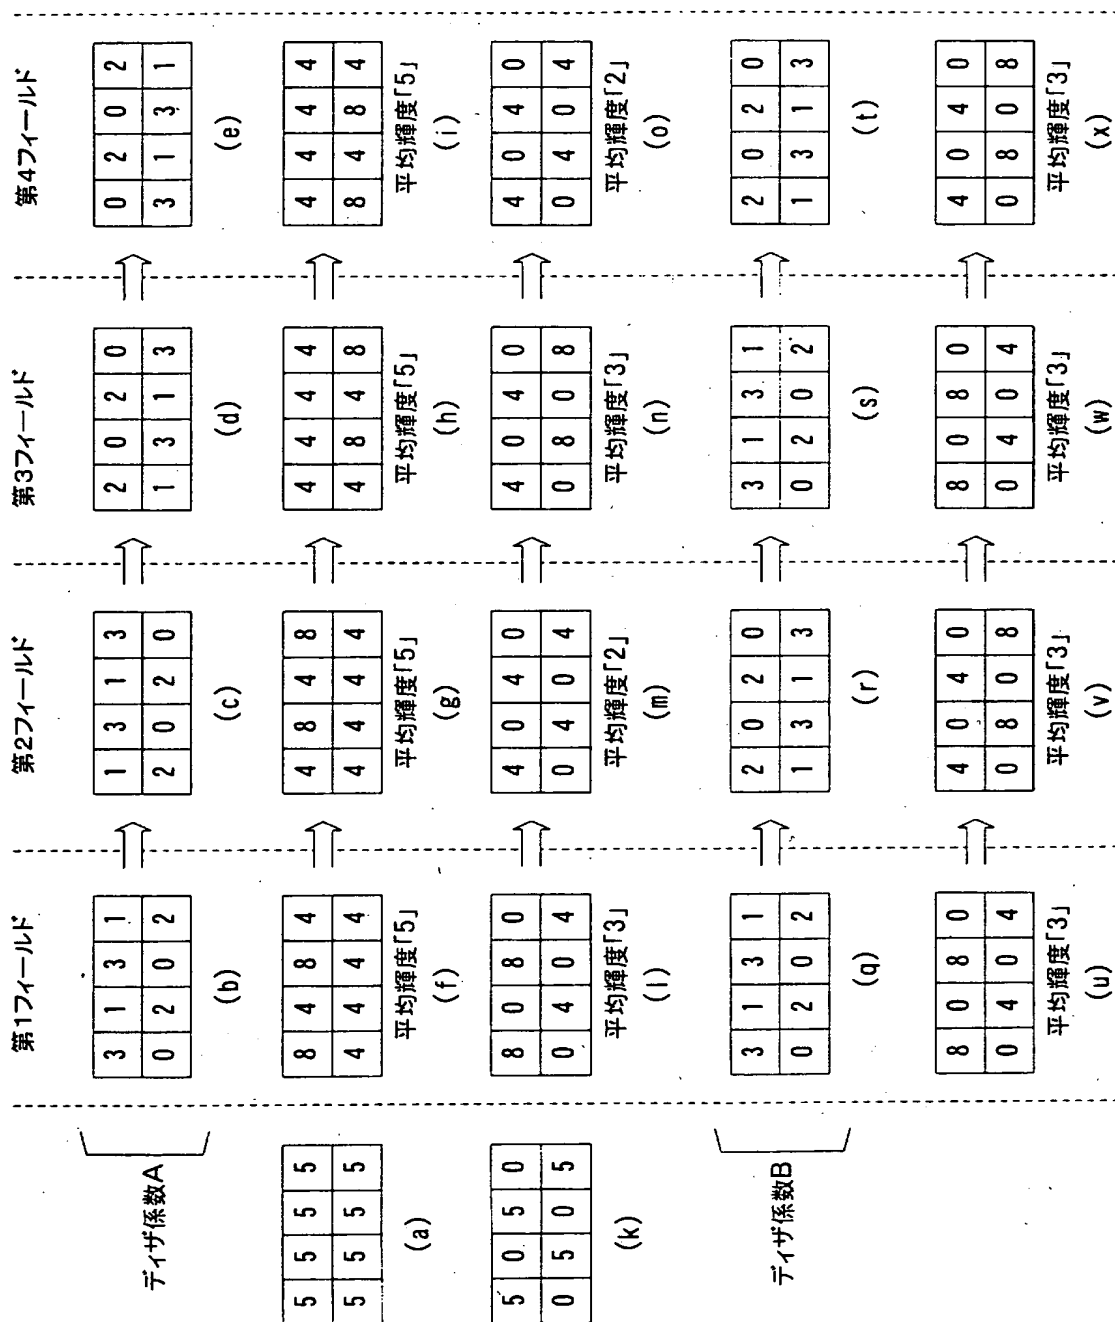 第1フィールド 第2フィールド 第3フィールド 第4フィールド
3 1 3 1 1 3 1 3 2 0 2 0 0 2 0 2
ディザ係数A
0 2 0 2 2 0 2 0 1 3 1 3 3 1 3 1
(b) (c) (d) (e)
5 5 5 5 8 4 8 4 4 8 4 8 4 4 4 4 4 4 4 4
5 5 5 5 4 4 4 4 4 4 4 4 4 8 4 8 8 4 8 4
平均輝度「5」 平均輝度「5」 平均輝度「5」 平均輝度「5」
(a) (f) (g) (h) (i)
5 0 5 0 8 0 8 0 4 0 4 0 4 0 4 0 4 0 4 0
0 5 0 5 0 4 0 4 0 4 0 4 0 8 0 8 0 4 0 4
平均輝度「3」 平均輝度「2」 平均輝度「3」 平均輝度「2」
(k) (l) (m) (n) (o)
3 1 3 1 2 0 2 0 3 1 3 1 2 0 2 0
ディザ係数B
0 2 0 2 1 3 1 3 0 2 0 2 1 3 1 3
(q) (r) (s) (t)
8 0 8 0 4 0 4 0 8 0 8 0 4 0 4 0
0 4 0 4 0 8 0 8 0 4 0 4 0 8 0 8
平均輝度「3」 平均輝度「3」 平均輝度「3」 平均輝度「3」
(u) (v) (w) (x)